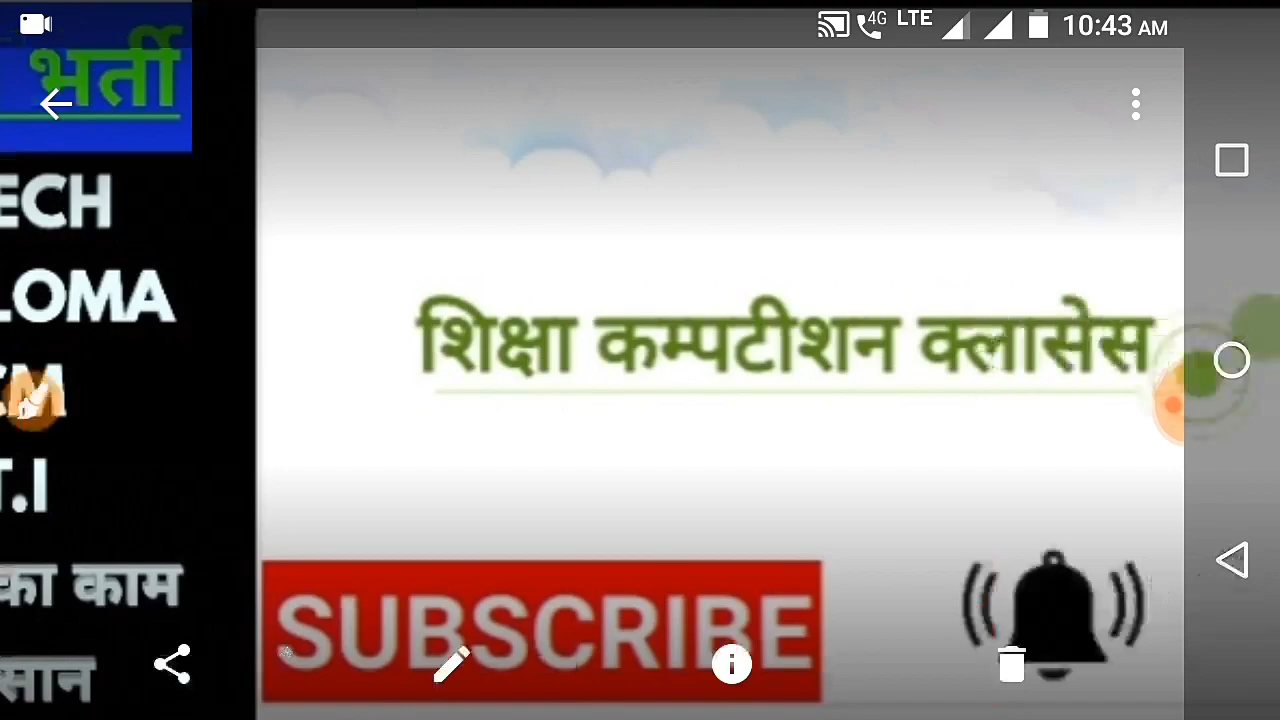 4G LTE 10:43 AM
भर्ती
ECH
LOMA
T.I
का काम
सान
शिक्षा कम्पटीशन क्लासेस
SUBSCRIBE